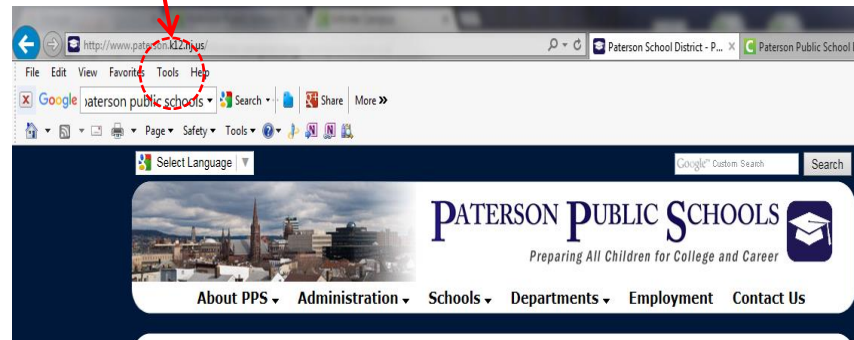 http://www.paterson.k12.nj.us/ Paterson School District - P... Paterson Public School
File Edit View Favorites Tools Help
Google paterson public schools Search Share More »
Page Safety Tools
Select Language Google™ Custom Search Search
PATERSON PUBLIC SCHOOLS
Preparing All Children for College and Career
About PPS Administration Schools Departments Employment Contact Us